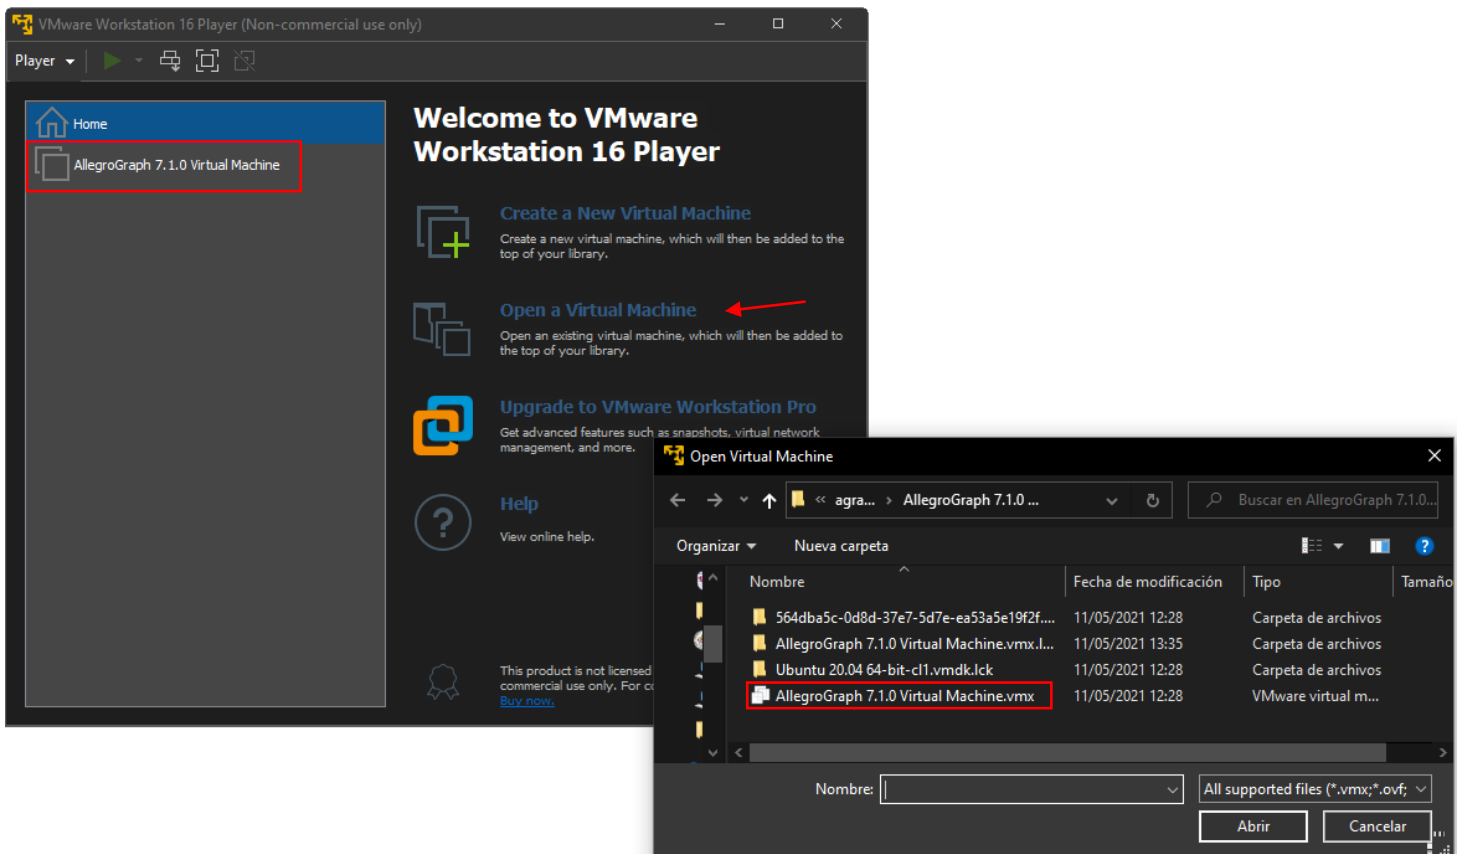 VMware Workstation 16 Player (Non-commercial use only)
Player
Home
AllegroGraph 7.1.0 Virtual Machine
Welcome to VMware
Workstation 16 Player
Create a New Virtual Machine
Create a new virtual machine, which will then be added to the
top of your library.
Open a Virtual Machine
Open an existing virtual machine, which will then be added to
the top of your library.
Upgrade to VMware Workstation Pro
Get advanced features such as snapshots, virtual network
management, and more.
Help
View online help.
This product is not licensed
commercial use only. For co
Buy now.
Open Virtual Machine
« agra... › AllegroGraph 7.1.0 ...
Buscar en AllegroGraph 7.1.0...
Organizar
Nueva carpeta
Nombre Fecha de modificación Tipo Tamaño
564dba5c-0d8d-37e7-5d7e-ea53a5e19f2f.... 11/05/2021 12:28 Carpeta de archivos
AllegroGraph 7.1.0 Virtual Machine.vmx.l... 11/05/2021 13:35 Carpeta de archivos
Ubuntu 20.04 64-bit-cl1.vmdk.lck 11/05/2021 12:28 Carpeta de archivos
AllegroGraph 7.1.0 Virtual Machine.vmx 11/05/2021 12:28 VMware virtual m...
Nombre:
All supported files (*.vmx;*.ovf;
Abrir
Cancelar